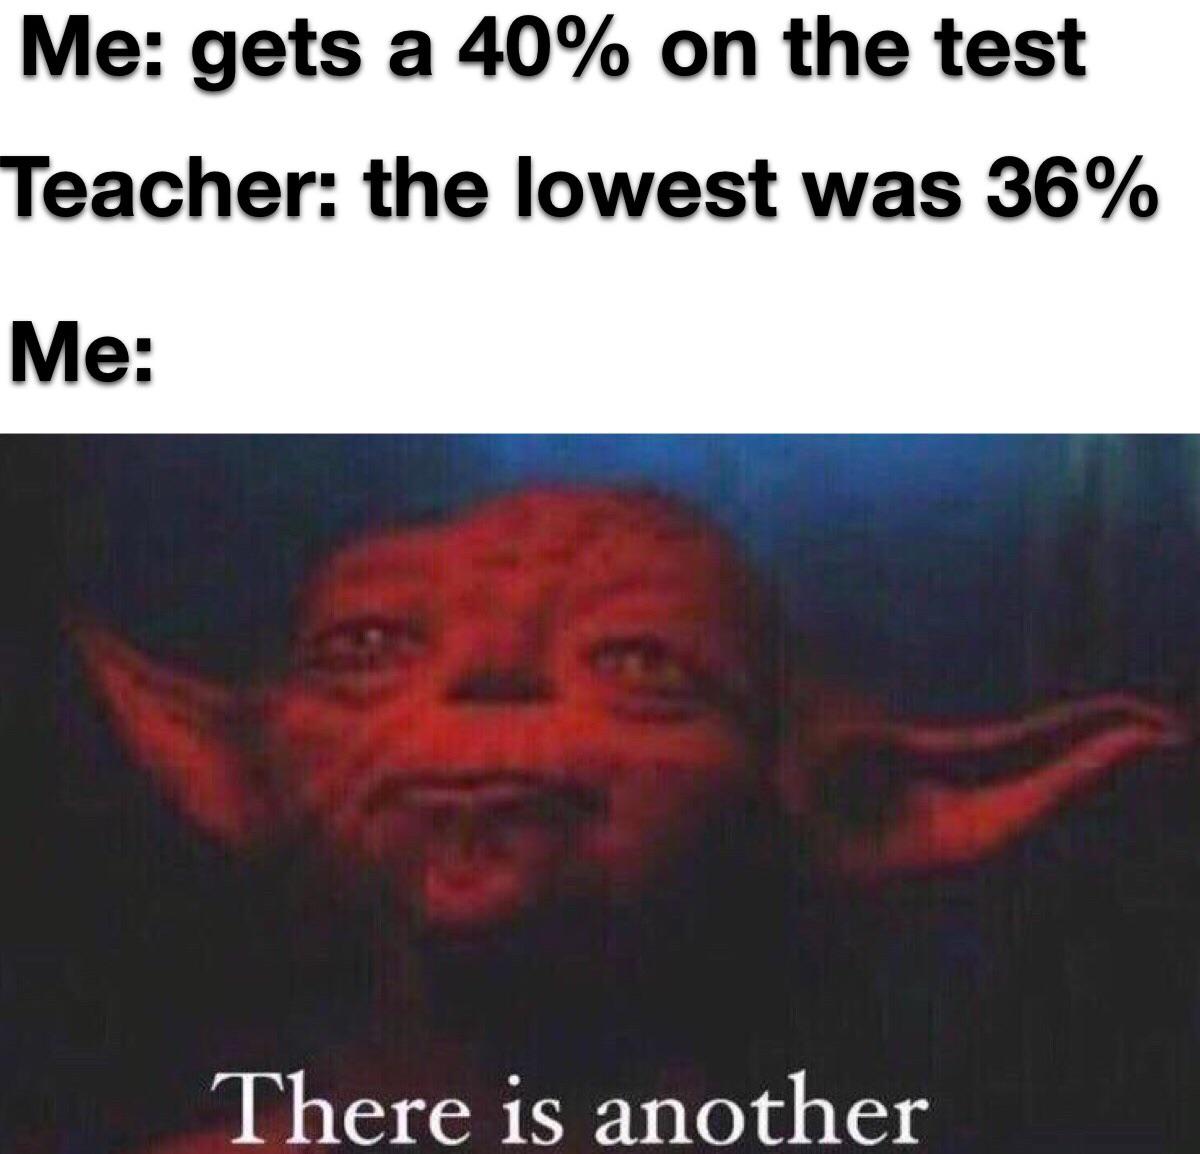 Me: gets a 40% on the test
Teacher: the lowest was 36%
Me:
There is another